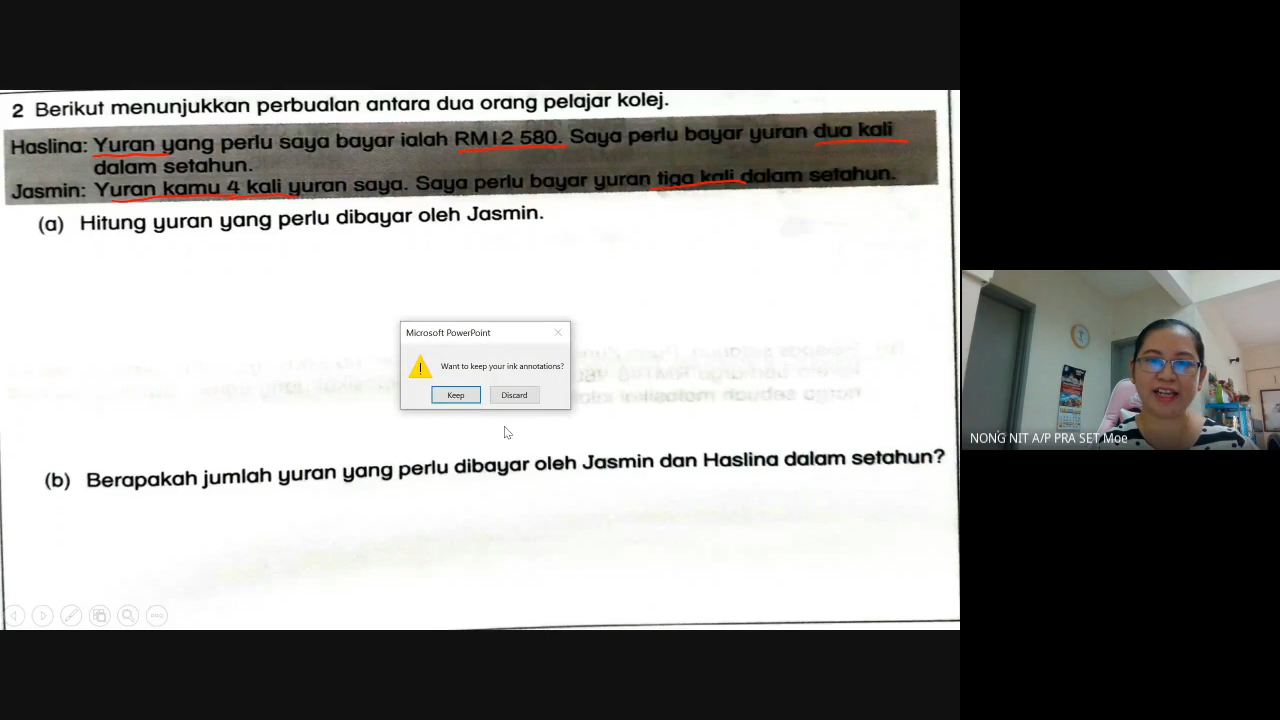 2 Berikut menunjukkan perbualan antara dua orang pelajar kolej.
Haslina: Yuran yang perlu saya bayar ialah RM12 580. Saya perlu bayar yuran dua kali
dalam setahun.
Jasmin: Yuran kamu 4 kali yuran saya. Saya perlu bayar yuran tiga kali dalam setahun.
(a) Hitung yuran yang perlu dibayar oleh Jasmin.
Microsoft PowerPoint
Want to keep your ink annotations?
Keep Discard
NONG NIT A/P PRA SET Moe
(b) Berapakah jumlah yuran yang perlu dibayar oleh Jasmin dan Haslina dalam setahun?